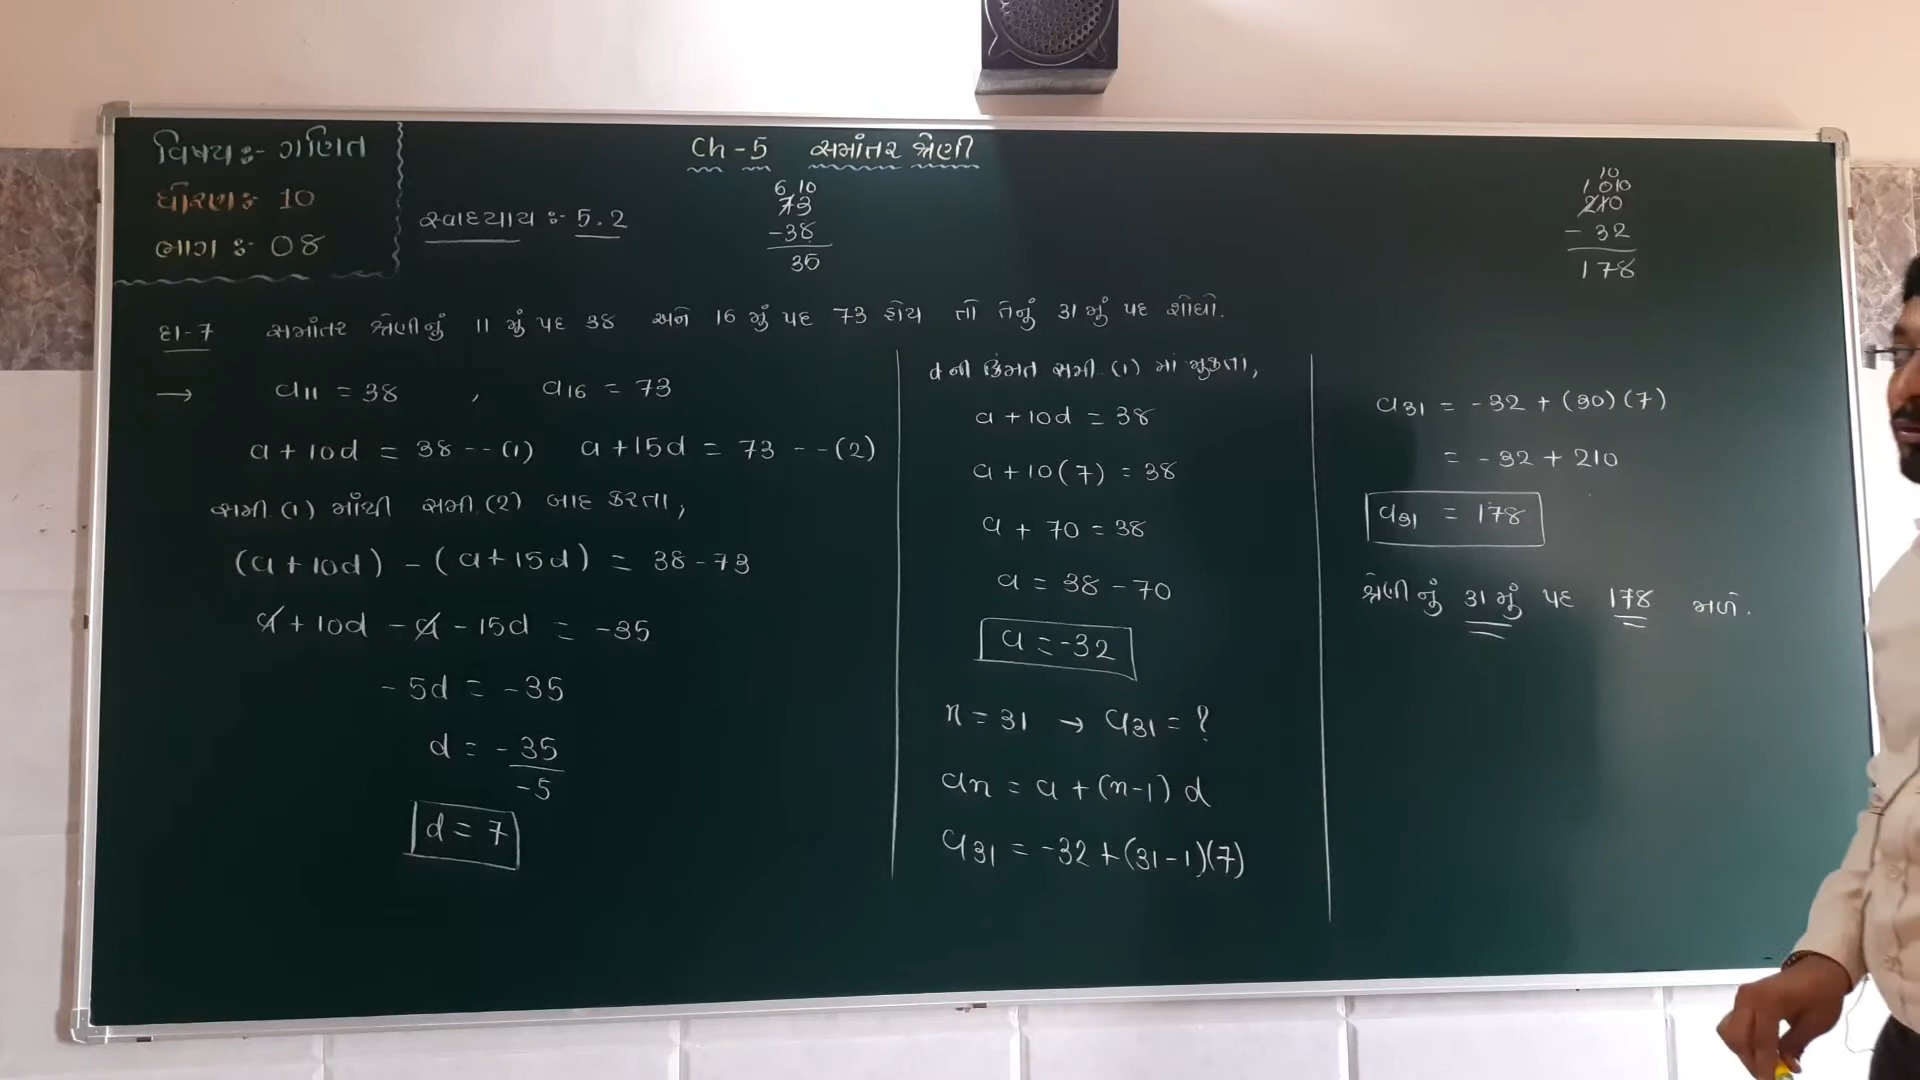 વિષય:- ગણિત
ધોરણ:- 10
ભાગ:- 08
Ch-5 સમાંતર શ્રેણી
સ્વાધ્યાય:- 5.2
6 10
73
-38
35
10
1 0 10
210
- 32
178
દા-7 સમાંતર શ્રેણીનું 11 મું પદ 38 અને 16 મું પદ 73 હોય તો તેનું 31 મું પદ શોધો.
→ a11 = 38 , a16 = 73
a + 10d = 38 --(1) a + 15d = 73 --(2)
સમી.(1) માંથી સમી.(2) બાદ કરતા,
(a + 10d) - (a + 15d) = 38 - 73
a + 10d - a - 15d = -35
- 5d = -35
d = -35
-5
d = 7
d ની કિંમત સમી.(1) માં મુકતા,
a + 10d = 38
a + 10(7) = 38
a + 70 = 38
a = 38 - 70
a = -32
n = 31 → a31 = ?
an = a + (n-1) d
a31 = -32 + (31-1)(7)
a31 = -32 + (30)(7)
= -32 + 210
a31 = 178
શ્રેણીનું 31 મું પદ 178 મળે.